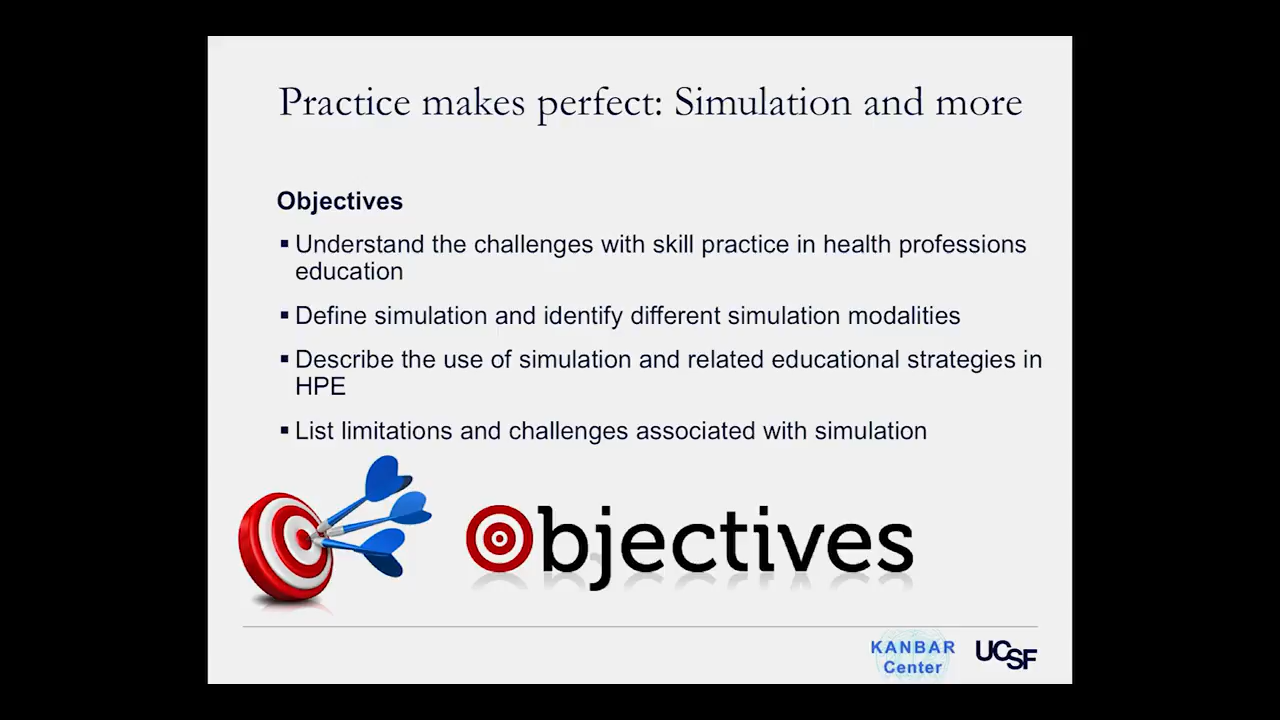 Practice makes perfect: Simulation and more
Objectives
▪ Understand the challenges with skill practice in health professions
education
▪ Define simulation and identify different simulation modalities
▪ Describe the use of simulation and related educational strategies in
HPE
▪ List limitations and challenges associated with simulation
Objectives
KANBAR
Center
UCSF